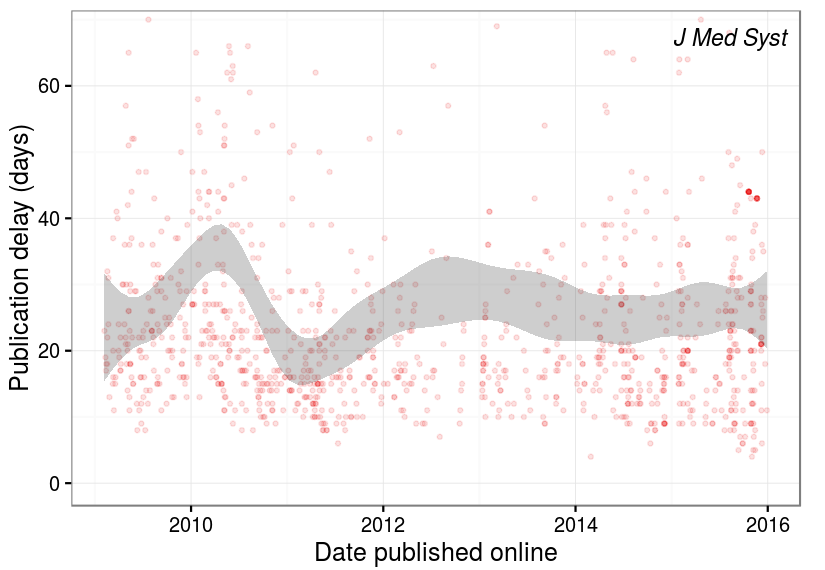 J Med Syst
Publication delay (days)
60
40
20
0
2010 2012 2014 2016
Date published online